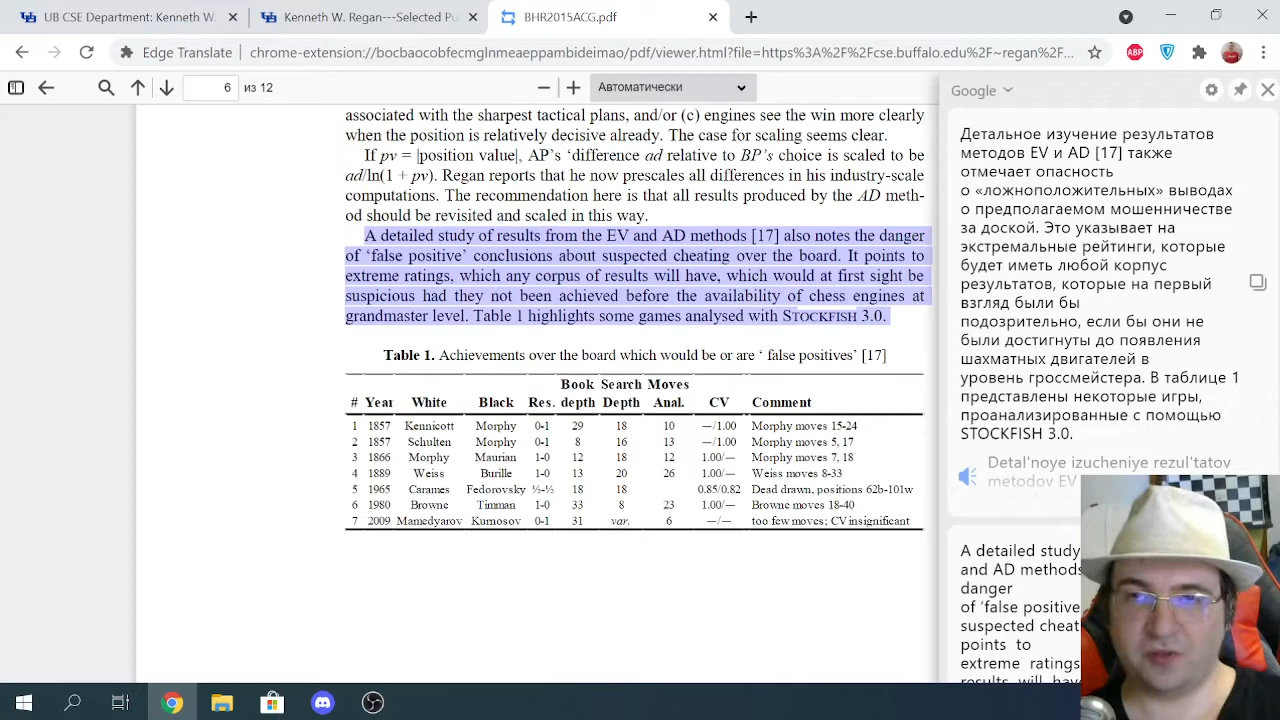 UB CSE Department: Kenneth W.
Kenneth W. Regan---Selected Pu
BHR2015ACG.pdf
Edge Translate
chrome-extension://bocbaocobfecmglnmeaeppambideimao/pdf/viewer.html?file=https%3A%2F%2Fcse.buffalo.edu%2F~regan%2F...
ABP
6 из 12
Автоматически
associated with the sharpest tactical plans, and/or (c) engines see the win more clearly
when the position is relatively decisive already. The case for scaling seems clear.
If pv = |position value|, AP's ‘difference ad relative to BP's choice is scaled to be
ad/ln(1 + pv). Regan reports that he now prescales all differences in his industry-scale
computations. The recommendation here is that all results produced by the AD meth-
od should be revisited and scaled in this way.
A detailed study of results from the EV and AD methods [17] also notes the danger
of ‘false positive’ conclusions about suspected cheating over the board. It points to
extreme ratings, which any corpus of results will have, which would at first sight be
suspicious had they not been achieved before the availability of chess engines at
grandmaster level. Table 1 highlights some games analysed with STOCKFISH 3.0.
Table 1. Achievements over the board which would be or are ‘ false positives’ [17]
Book Search Moves
# Year White Black Res. depth Depth Anal. CV Comment
1 1857 Kennicott Morphy 0-1 29 18 10 —/1.00 Morphy moves 15-24
2 1857 Schulten Morphy 0-1 8 16 13 —/1.00 Morphy moves 5, 17
3 1866 Morphy Maurian 1-0 12 18 12 1.00/— Morphy moves 7, 18
4 1889 Weiss Burille 1-0 13 20 26 1.00/— Weiss moves 8-33
5 1965 Carames Fedorovsky ½-½ 18 18 0.85/0.82 Dead drawn, positions 62b-101w
6 1980 Browne Timman 1-0 33 8 23 1.00/— Browne moves 18-40
7 2009 Mamedyarov Kurnosov 0-1 31 var. 6 —/— too few moves; CV insignificant
Google
Детальное изучение результатов
методов EV и AD [17] также
отмечает опасность
о «ложноположительных» выводах
о предполагаемом мошенничестве
за доской. Это указывает на
экстремальные рейтинги, которые
будет иметь любой корпус
результатов, которые на первый
взгляд были бы
подозрительно, если бы они не
были достигнуты до появления
шахматных двигателей в
уровень гроссмейстера. В таблице 1
представлены некоторые игры,
проанализированные с помощью
STOCKFISH 3.0.
Detal'noye izucheniye rezul'tatov
metodov EV
A detailed study
and AD methods
danger
of ‘false positive
suspected cheat
points to
extreme ratings
results will have